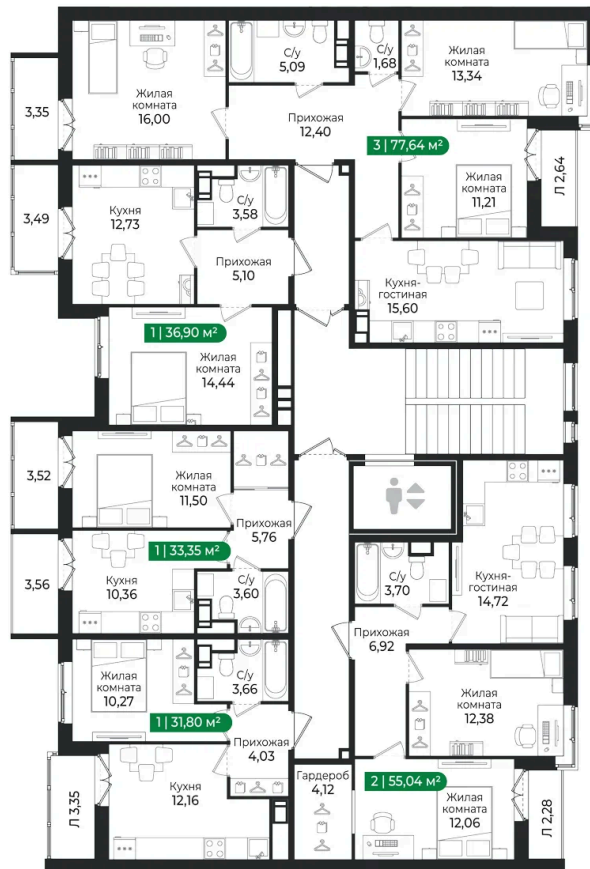 С/у
5,09
С/у
1,68
Жилая
комната
13,34
Жилая
комната
16,00
3,35
Прихожая
12,40
3 | 77,64 м²
Жилая
комната
11,21
Л 2,64
Кухня
12,73
С/у
3,58
3,49
Прихожая
5,10
Кухня-
гостиная
15,60
1 | 36,90 м²
Жилая
комната
14,44
3,52
Жилая
комната
11,50
Прихожая
5,76
1 | 33,35 м²
3,56
10,36
Кухня
С/у
3,60
С/у
3,70
Кухня-
гостиная
14,72
Прихожая
6,92
Жилая
комната
10,27
С/у
3,66
1 | 31,80 м²
Прихожая
4,03
Жилая
комната
12,38
Л 3,35
Кухня
12,16
Гардероб
4,12
2 | 55,04 м²
Жилая
комната
12,06
Л 2,28